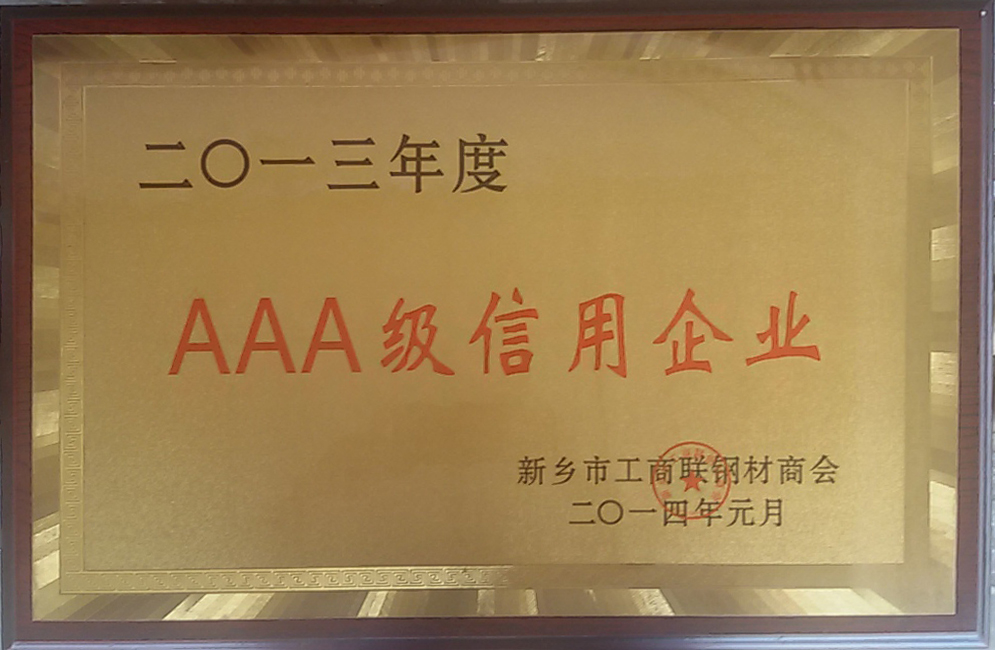 二〇一三年度
AAA级信用企业
新乡市工商联钢材商会
二〇一四年元月